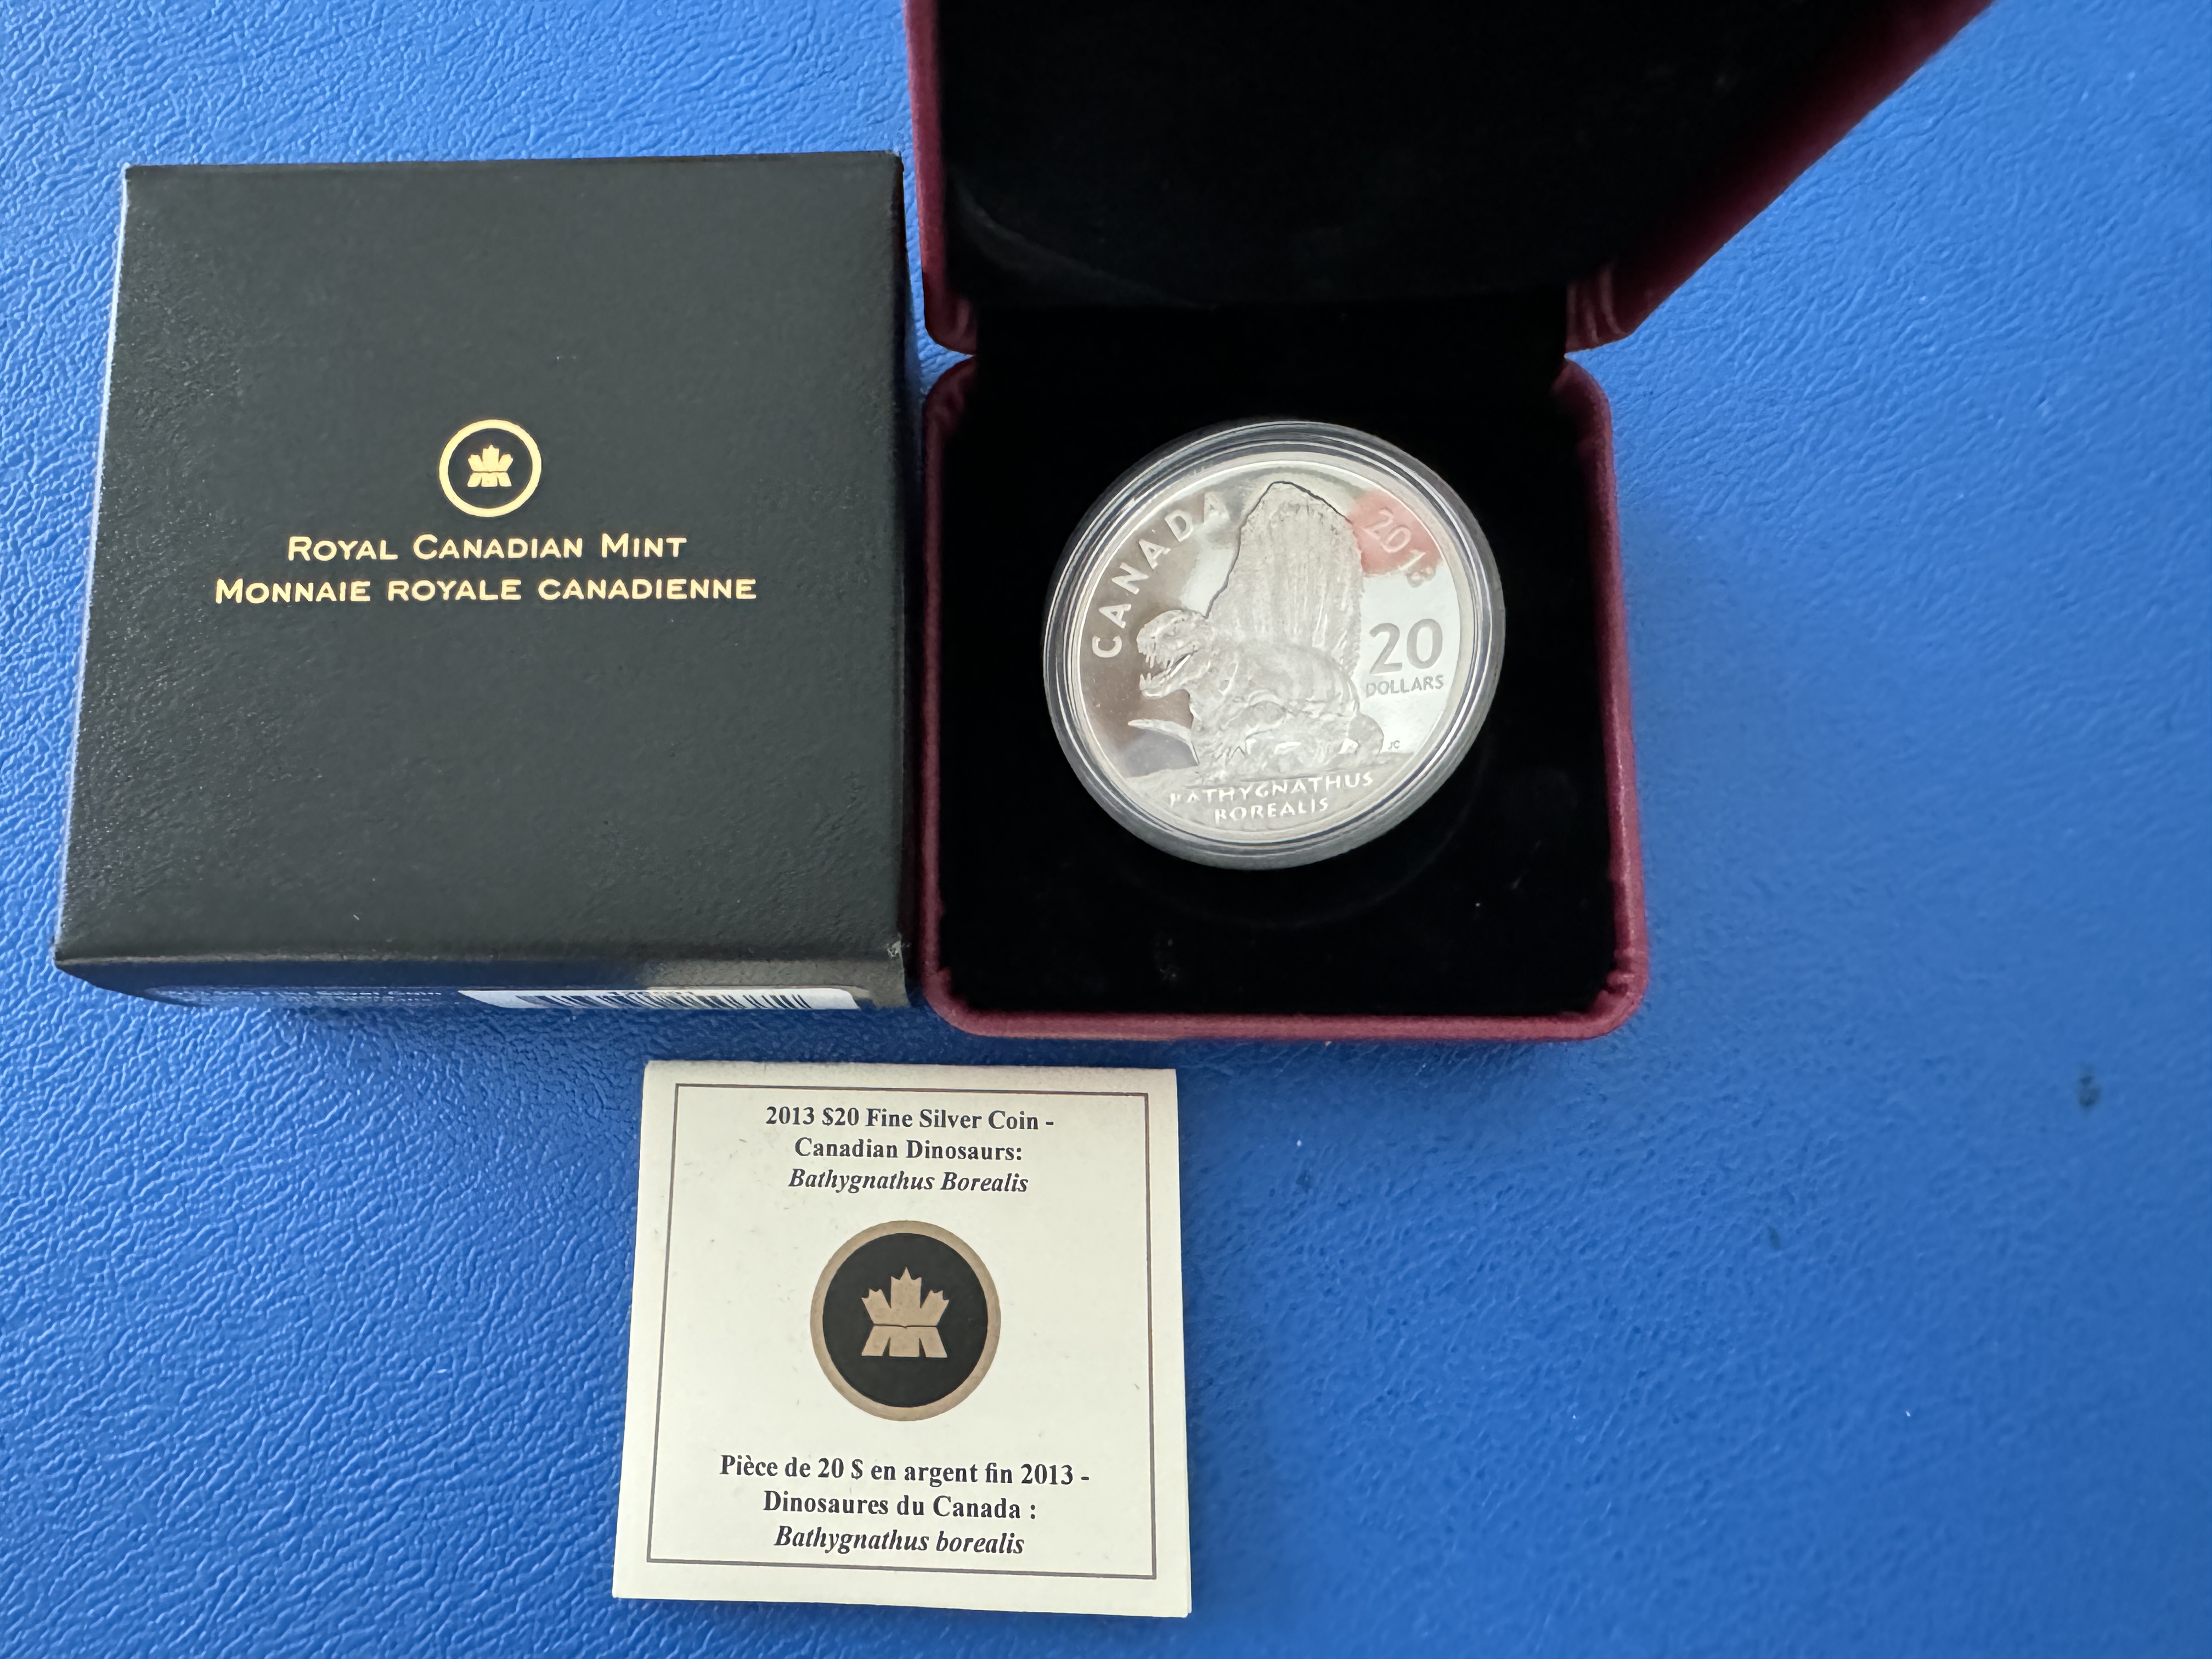 ROYAL CANADIAN MINT
MONNAIE ROYALE CANADIENNE
CANADA
2013
20
DOLLARS
JC
BATHYGNATHUS
BOREALIS
2013 $20 Fine Silver Coin -
Canadian Dinosaurs:
Bathygnathus Borealis
Pièce de 20 $ en argent fin 2013 -
Dinosaures du Canada :
Bathygnathus borealis